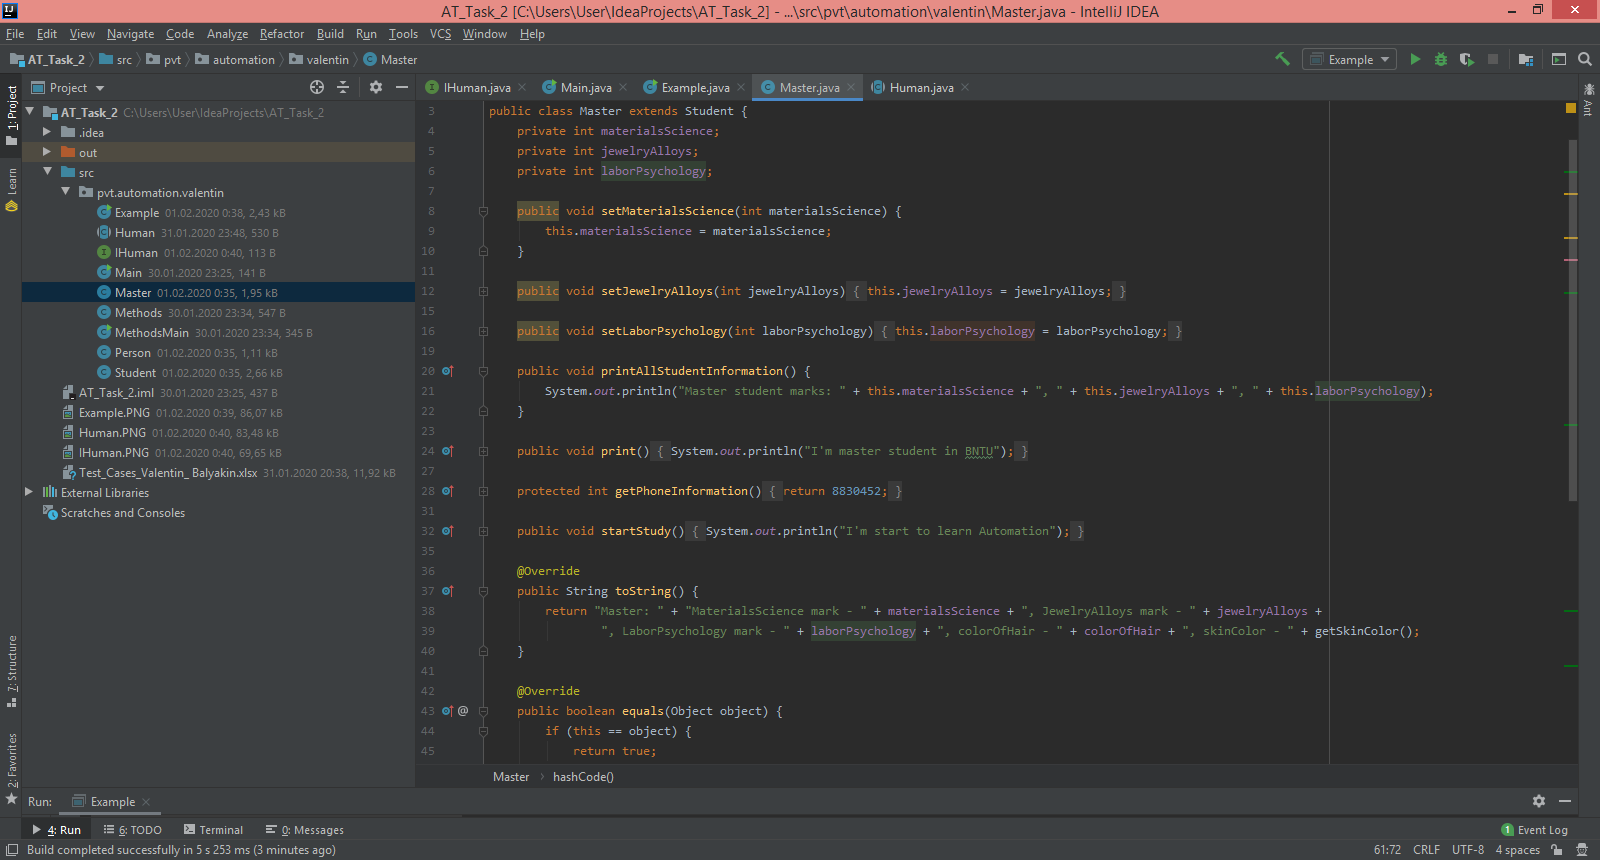 AT_Task_2 [C:\Users\User\IdeaProjects\AT_Task_2] - ...\src\pvt\automation\valentin\Master.java - IntelliJ IDEA
File Edit View Navigate Code Analyze Refactor Build Run Tools VCS Window Help
AT_Task_2 src pvt automation valentin Master Example
Project
IHuman.java Main.java Example.java Master.java Human.java
1: Project
Learn
7: Structure
2: Favorites
Ant
AT_Task_2 C:\Users\User\IdeaProjects\AT_Task_2
.idea
out
src
pvt.automation.valentin
Example 01.02.2020 0:38, 2,43 kB
Human 31.01.2020 23:48, 530 B
IHuman 01.02.2020 0:40, 113 B
Main 30.01.2020 23:25, 141 B
Master 01.02.2020 0:35, 1,95 kB
Methods 30.01.2020 23:34, 547 B
MethodsMain 30.01.2020 23:34, 345 B
Person 01.02.2020 0:35, 1,11 kB
Student 01.02.2020 0:35, 2,66 kB
AT_Task_2.iml 30.01.2020 23:25, 437 B
Example.PNG 01.02.2020 0:39, 86,07 kB
Human.PNG 01.02.2020 0:40, 83,48 kB
IHuman.PNG 01.02.2020 0:40, 69,65 kB
Test_Cases_Valentin_ Balyakin.xlsx 31.01.2020 20:38, 11,92 kB
External Libraries
Scratches and Consoles
3 public class Master extends Student {
4 private int materialsScience;
5 private int jewelryAlloys;
6 private int laborPsychology;
7
8 public void setMaterialsScience(int materialsScience) {
9 this.materialsScience = materialsScience;
10 }
11
12 public void setJewelryAlloys(int jewelryAlloys) { this.jewelryAlloys = jewelryAlloys; }
15
16 public void setLaborPsychology(int laborPsychology) { this.laborPsychology = laborPsychology; }
19
20 public void printAllStudentInformation() {
21 System.out.println("Master student marks: " + this.materialsScience + ", " + this.jewelryAlloys + ", " + this.laborPsychology);
22 }
23
24 public void print() { System.out.println("I'm master student in BNTU"); }
27
28 protected int getPhoneInformation() { return 8830452; }
31
32 public void startStudy() { System.out.println("I'm start to learn Automation"); }
35
36 @Override
37 public String toString() {
38 return "Master: " + "MaterialsScience mark - " + materialsScience + ", JewelryAlloys mark - " + jewelryAlloys +
39 ", LaborPsychology mark - " + laborPsychology + ", colorOfHair - " + colorOfHair + ", skinColor - " + getSkinColor();
40 }
41
42 @Override
43 @ public boolean equals(Object object) {
44 if (this == object) {
45 return true;
Master hashCode()
Run: Example
4: Run 6: TODO Terminal 0: Messages 1 Event Log
Build completed successfully in 5 s 253 ms (3 minutes ago) 61:72 CRLF UTF-8 4 spaces